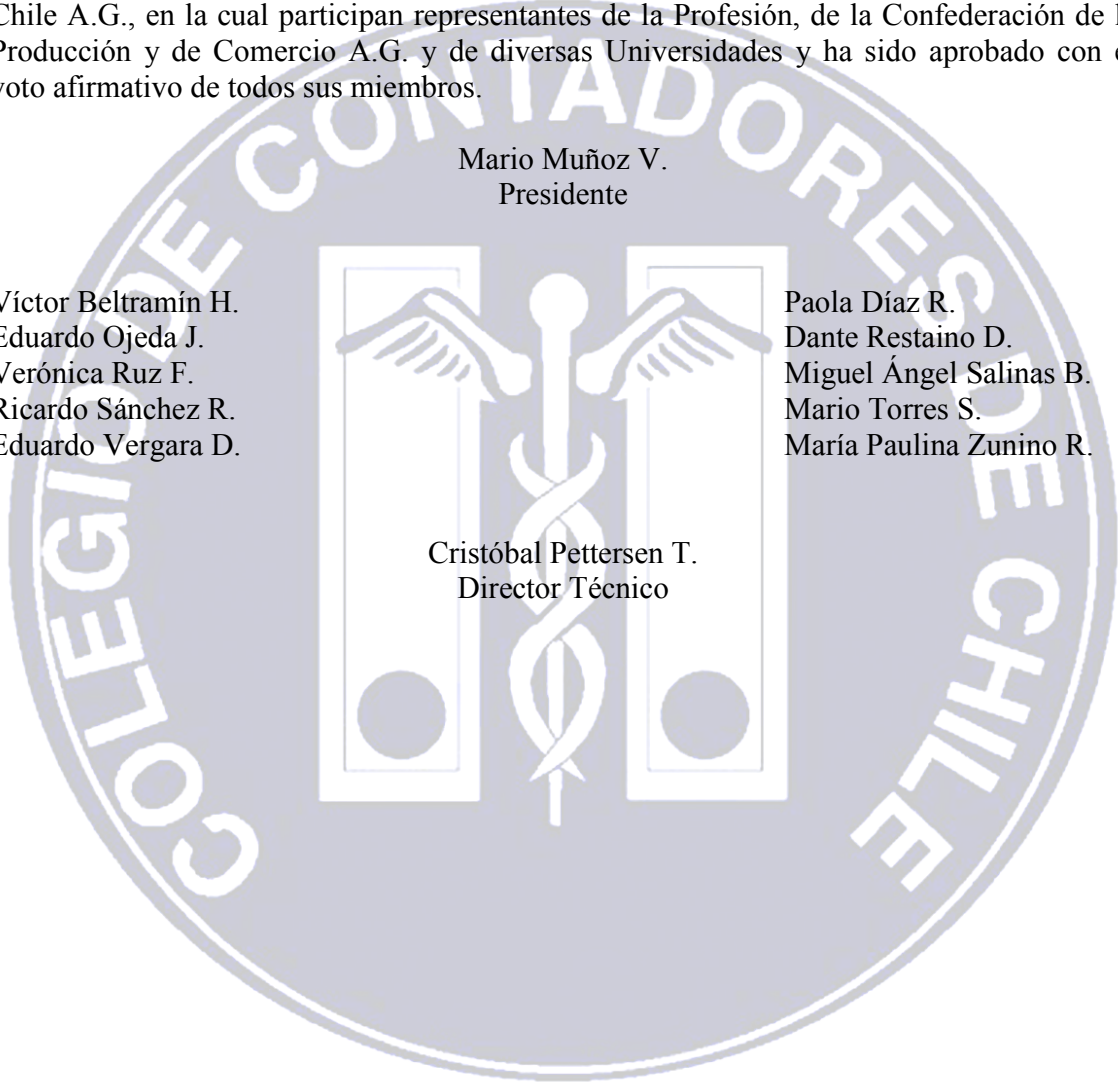 Chile A.G., en la cual participan representantes de la Profesión, de la Confederación de
Producción y de Comercio A.G. y de diversas Universidades y ha sido aprobado con
voto afirmativo de todos sus miembros.
Mario Muñoz V.
Presidente
Víctor Beltramín H.
Paola Díaz R.
Eduardo Ojeda J.
Dante Restaino D.
Verónica Ruz F.
Miguel Ángel Salinas B.
Ricardo Sánchez R.
Mario Torres S.
Eduardo Vergara D.
María Paulina Zunino R.
Cristóbal Pettersen T.
Director Técnico
COLEGIO DE CONTADORES DE CHILE